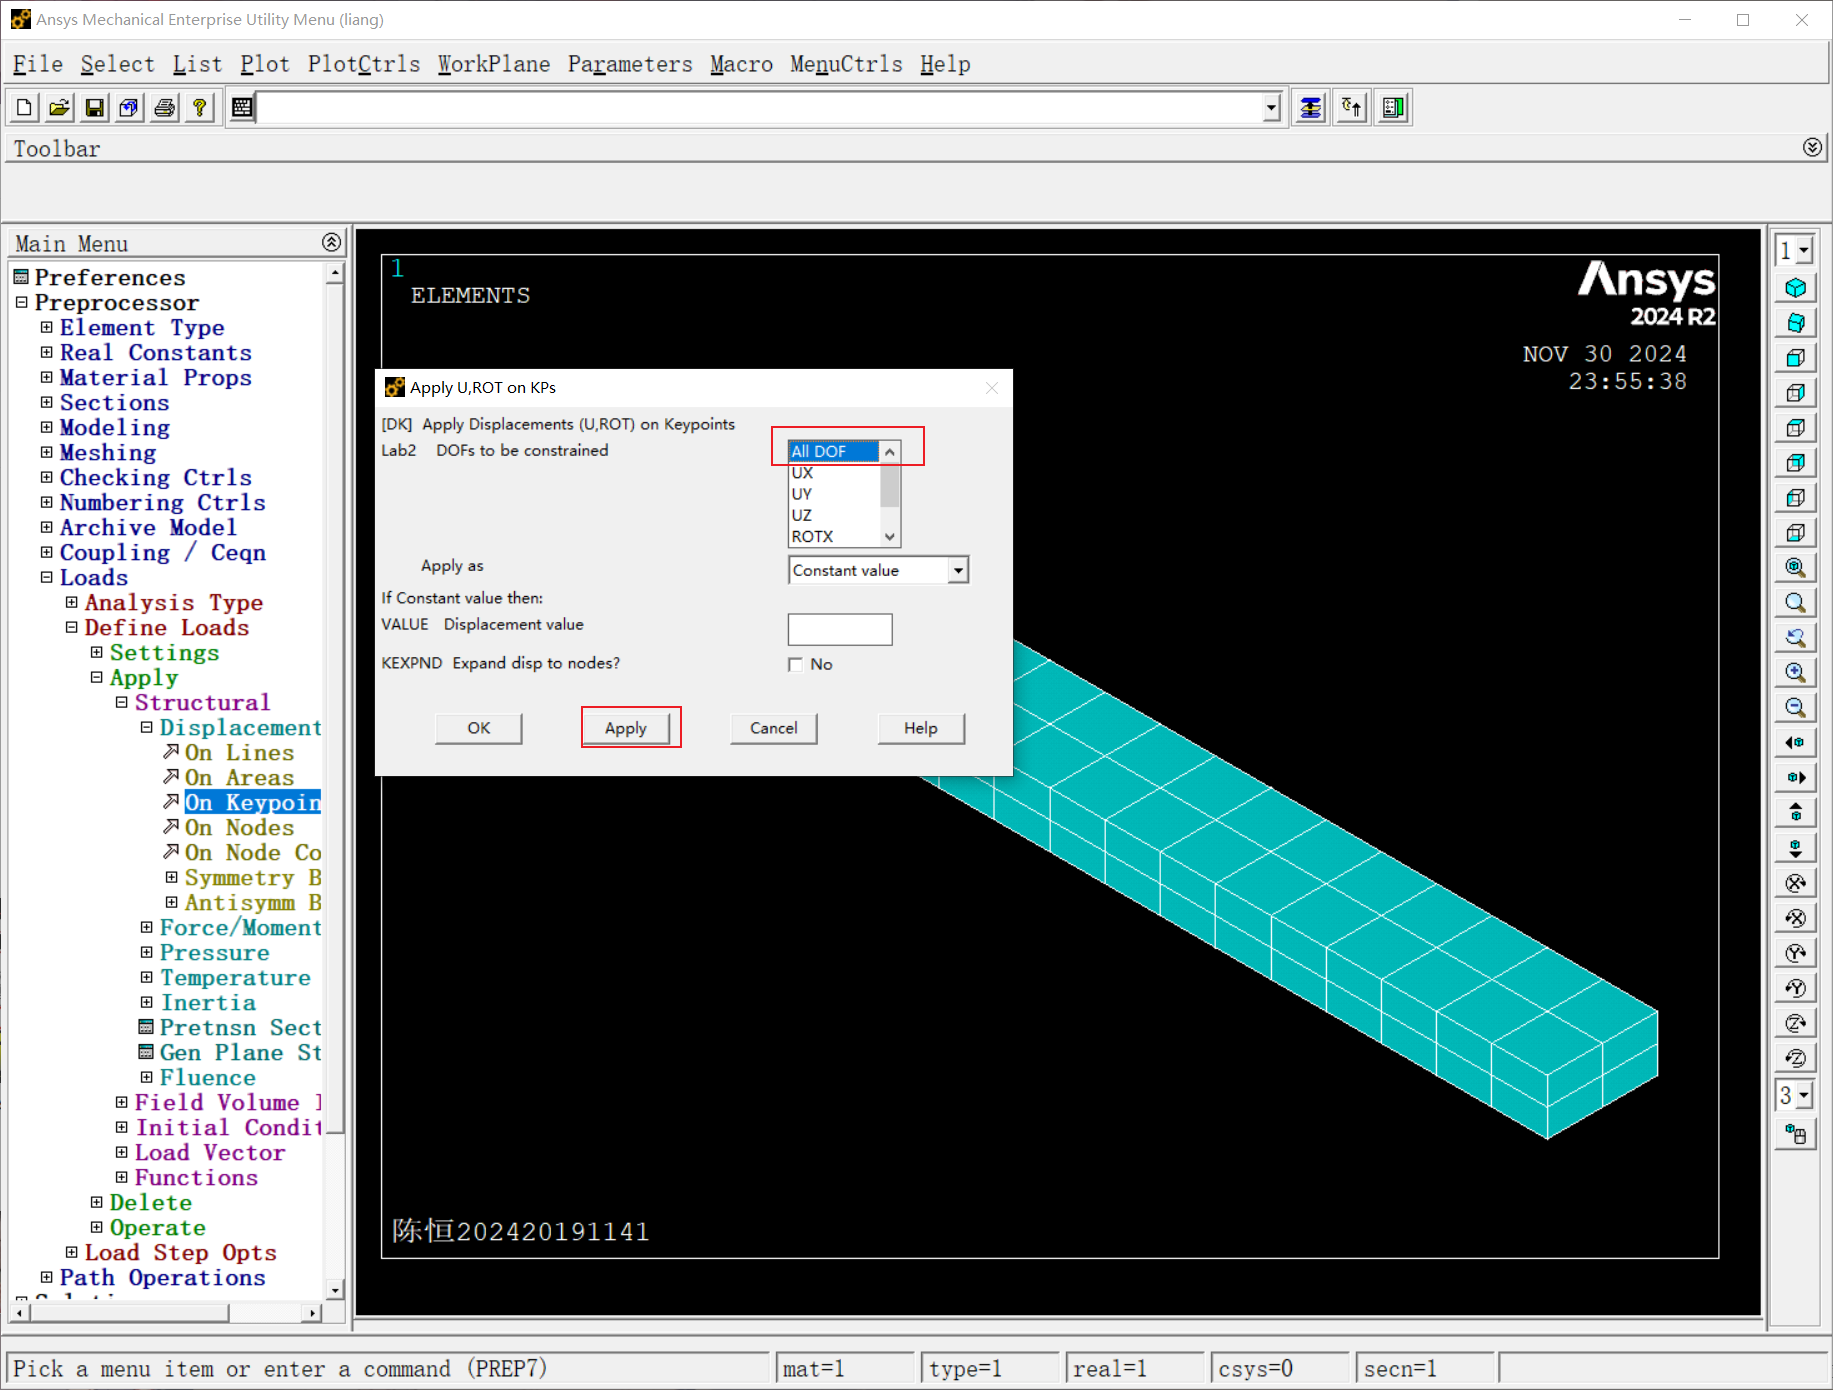 Ansys Mechanical Enterprise Utility Menu (liang)
File Select List Plot PlotCtrls WorkPlane Parameters Macro MenuCtrls Help
Toolbar
Main Menu
Preferences
Preprocessor
Element Type
Real Constants
Material Props
Sections
Modeling
Meshing
Checking Ctrls
Numbering Ctrls
Archive Model
Coupling / Ceqn
Loads
Analysis Type
Define Loads
Settings
Apply
Structural
Displacement
On Lines
On Areas
On Keypoin
On Nodes
On Node Co
Symmetry B
Antisymm B
Force/Moment
Pressure
Temperature
Inertia
Pretnsn Sect
Gen Plane St
Fluence
Field Volume I
Initial Condit
Load Vector
Functions
Delete
Operate
Load Step Opts
Path Operations
1
ELEMENTS
Ansys
2024 R2
NOV 30 2024
23:55:38
Apply U,ROT on KPs
[DK] Apply Displacements (U,ROT) on Keypoints
Lab2 DOFs to be constrained
All DOF
UX
UY
UZ
ROTX
Apply as
Constant value
If Constant value then:
VALUE Displacement value
KEXPND Expand disp to nodes?
No
OK Apply Cancel Help
陈恒202420191141
1
3
Pick a menu item or enter a command (PREP7)
mat=1
type=1
real=1
csys=0
secn=1